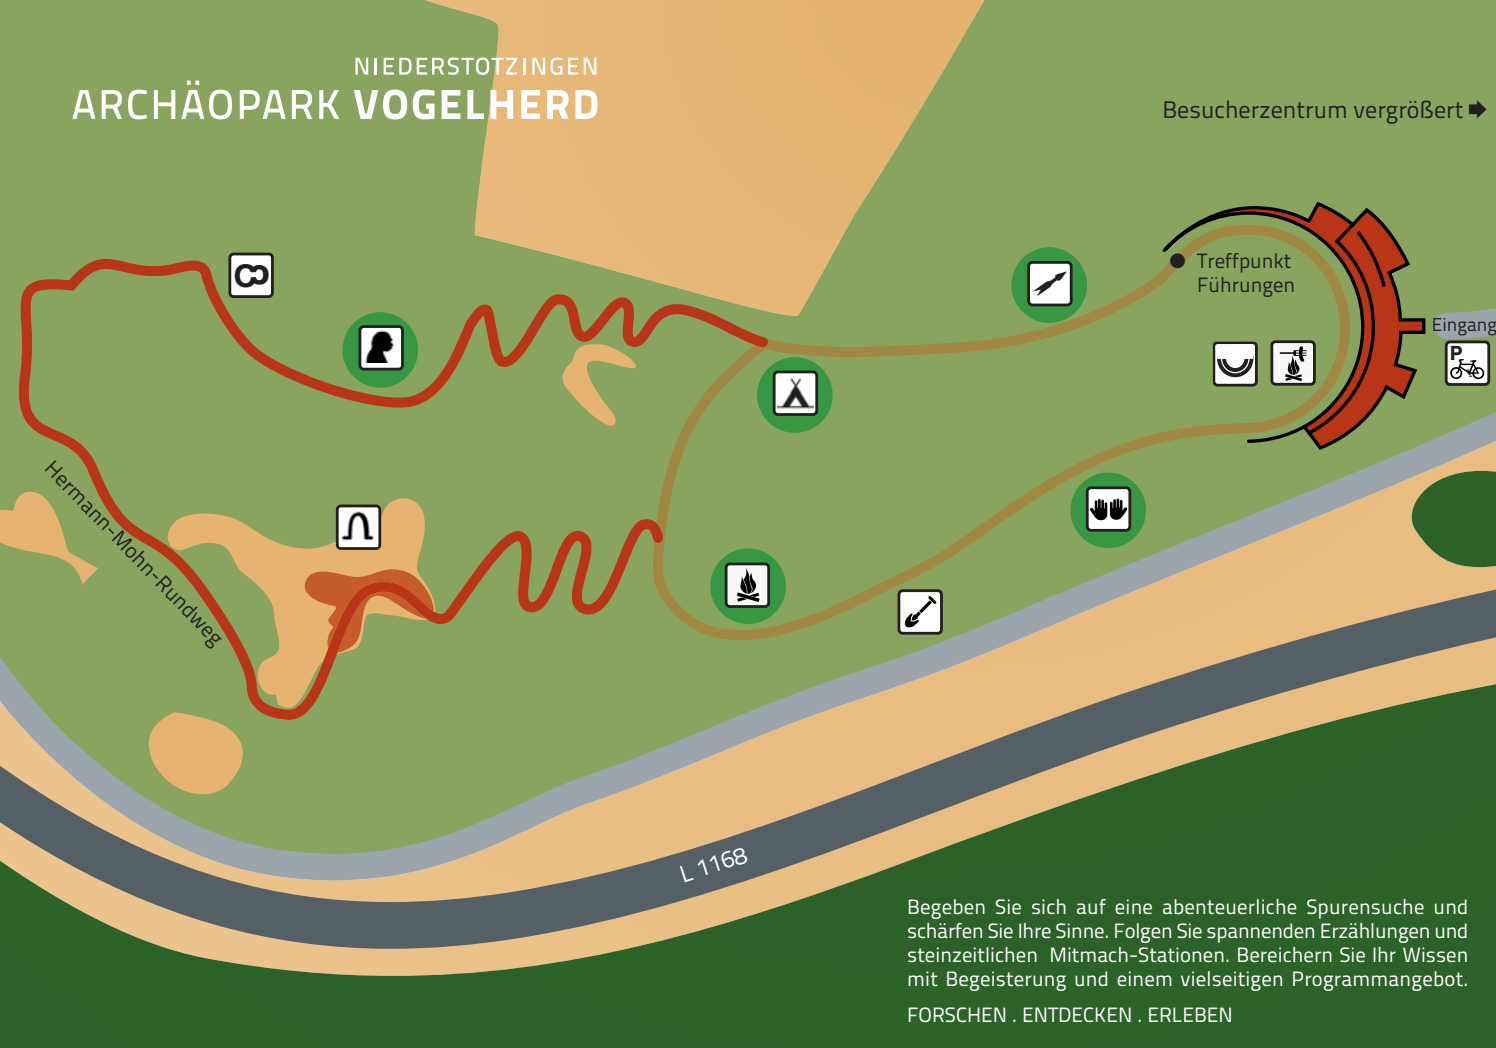 NIEDERSTOTZINGEN
ARCHÄOPARK VOGELHERD
Besucherzentrum vergrößert
Treffpunkt
Führungen
Eingang
P
Hermann-Mohn-Rundweg
L 1168
Begeben Sie sich auf eine abenteuerliche Spurensuche und
schärfen Sie Ihre Sinne. Folgen Sie spannenden Erzählungen und
steinzeitlichen Mitmach-Stationen. Bereichern Sie Ihr Wissen
mit Begeisterung und einem vielseitigen Programmangebot.
FORSCHEN . ENTDECKEN . ERLEBEN